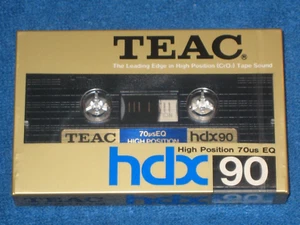 TEAC®
The Leading Edge in High-Position (CrO₂) Tape Sound
TEAC
70μsEQ
HIGH POSITION
hdx90
High Position 70us EQ
hdx 90